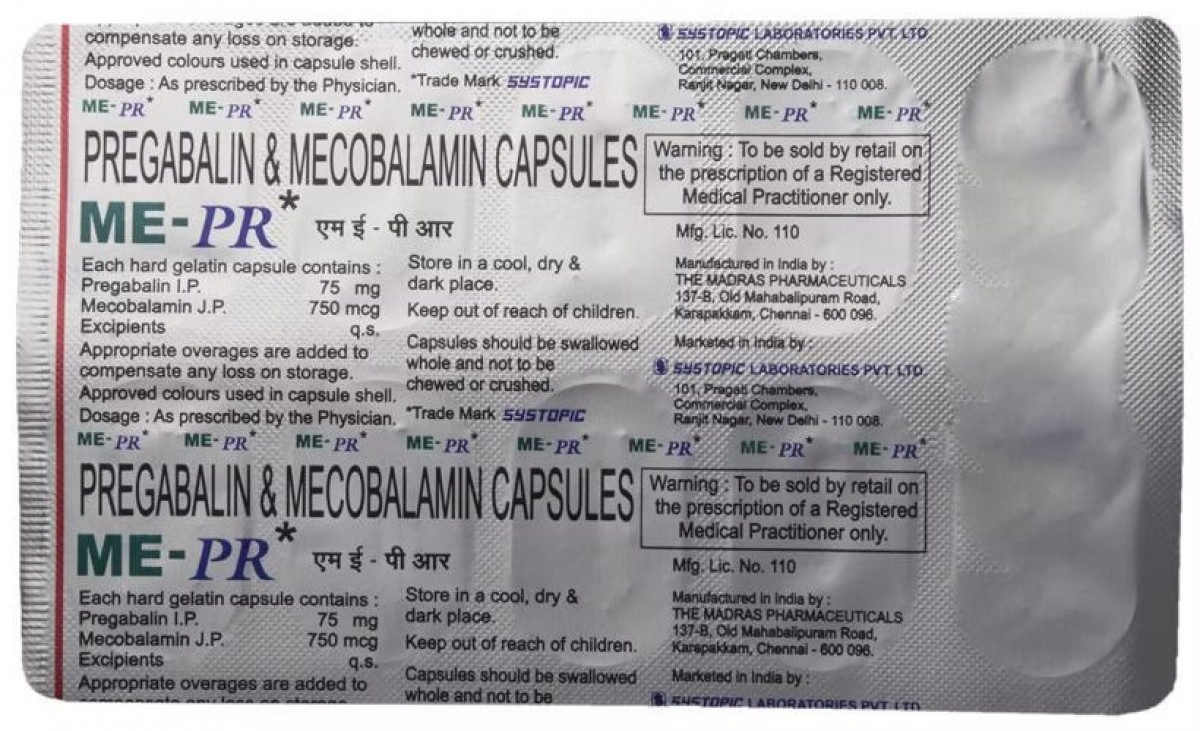 compensate any loss on storage.
Approved colours used in capsule shell.
Dosage : As prescribed by the Physician.
whole and not to be
chewed or crushed.
*Trade Mark SYSTOPIC
SYSTOPIC LABORATORIES PVT. LTD.
101, Pragati Chambers,
Commercial Complex,
Ranjit Nagar, New Delhi - 110 008.
ME-PR* ME-PR* ME-PR* ME-PR* ME-PR* ME-PR* ME-PR* ME-PR*
PREGABALIN & MECOBALAMIN CAPSULES
ME-PR* एम ई - पी आर
Each hard gelatin capsule contains :
Pregabalin I.P. 75 mg
Mecobalamin J.P. 750 mcg
Excipients q.s.
Appropriate overages are added to
compensate any loss on storage.
Approved colours used in capsule shell.
Dosage : As prescribed by the Physician.
Store in a cool, dry &
dark place.
Keep out of reach of children.
Capsules should be swallowed
whole and not to be
chewed or crushed.
*Trade Mark SYSTOPIC
Warning : To be sold by retail on
the prescription of a Registered
Medical Practitioner only.
Mfg. Lic. No. 110
Manufactured in India by :
THE MADRAS PHARMACEUTICALS
137-B, Old Mahabalipuram Road,
Karapakkam, Chennai - 600 096.
Marketed in India by :
SYSTOPIC LABORATORIES PVT. LTD.
101, Pragati Chambers,
Commercial Complex,
Ranjit Nagar, New Delhi - 110 008.
ME-PR* ME-PR* ME-PR* ME-PR* ME-PR* ME-PR* ME-PR* ME-PR*
PREGABALIN & MECOBALAMIN CAPSULES
ME-PR* एम ई - पी आर
Each hard gelatin capsule contains :
Pregabalin I.P. 75 mg
Mecobalamin J.P. 750 mcg
Excipients q.s.
Appropriate overages are added to
Store in a cool, dry &
dark place.
Keep out of reach of children.
Capsules should be swallowed
whole and not to be
Warning : To be sold by retail on
the prescription of a Registered
Medical Practitioner only.
Mfg. Lic. No. 110
Manufactured in India by :
THE MADRAS PHARMACEUTICALS
137-B, Old Mahabalipuram Road,
Karapakkam, Chennai - 600 096.
Marketed in India by :
SYSTOPIC LABORATORIES PVT. LTD